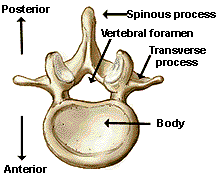 Posterior
Spinous process
Vertebral foramen
Transverse
process
Body
Anterior